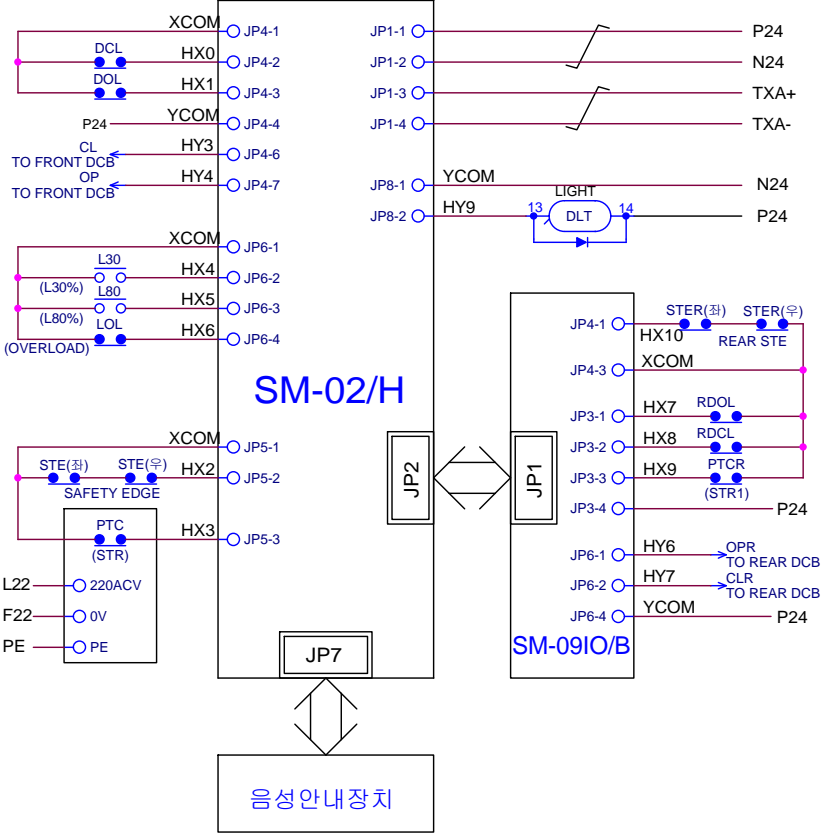 XCOM JP4-1 JP1-1 P24
DCL HX0 JP4-2 JP1-2 N24
DOL HX1 JP4-3 JP1-3 TXA+
P24 YCOM JP4-4 JP1-4 TXA-
CL
TO FRONT DCB HY3 JP4-6
OP
TO FRONT DCB HY4 JP4-7
JP8-1 YCOM N24
JP8-2 HY9 13 LIGHT DLT 14 P24
XCOM JP6-1
L30
(L30%) HX4 JP6-2
L80
(L80%) HX5 JP6-3
LOL
(OVERLOAD) HX6 JP6-4
SM-02/H
XCOM JP5-1
STE(좌) STE(우) HX2 JP5-2
SAFETY EDGE
PTC HX3 JP5-3
(STR)
L22 220ACV
F22 0V
PE PE
JP2
JP1
JP7
JP4-1 HX10 STER(좌) STER(우)
REAR STE
JP4-3 XCOM
JP3-1 HX7 RDOL
JP3-2 HX8 RDCL
JP3-3 HX9 PTCR
(STR1)
JP3-4 P24
JP6-1 HY6 OPR
TO REAR DCB
JP6-2 HY7 CLR
TO REAR DCB
JP6-4 YCOM P24
SM-09IO/B
음성안내장치